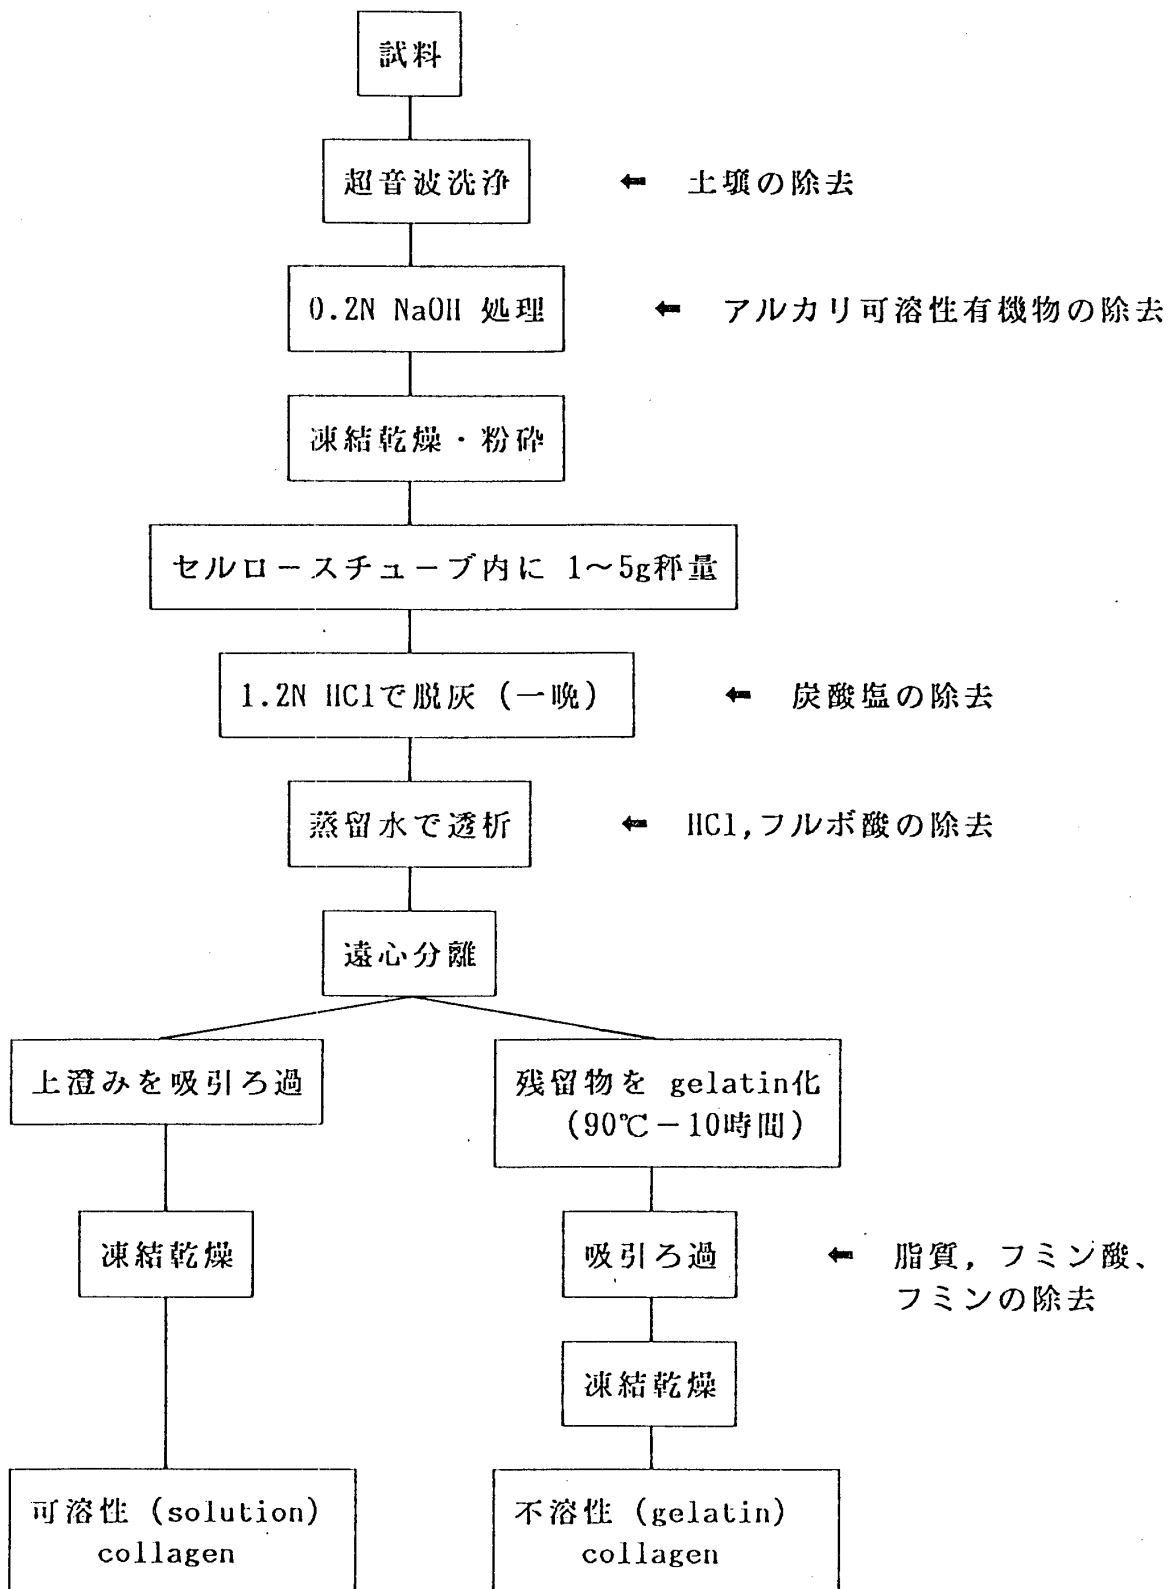 試料
超音波洗浄 ← 土壌の除去
0.2N NaOH 処理 ← アルカリ可溶性有機物の除去
凍結乾燥・粉砕
セルロースチューブ内に 1～5g秤量
1.2N HClで脱灰 (一晩) ← 炭酸塩の除去
蒸留水で透析 ← HCl,フルボ酸の除去
遠心分離
上澄みを吸引ろ過
凍結乾燥
可溶性 (solution)
collagen
残留物を gelatin化
(90℃－10時間)
吸引ろ過 ← 脂質, フミン酸、
フミンの除去
凍結乾燥
不溶性 (gelatin)
collagen